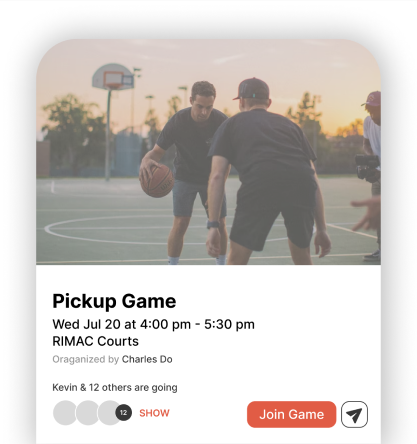 Pickup Game
Wed Jul 20 at 4:00 pm - 5:30 pm
RIMAC Courts
Oraganized by Charles Do
Kevin & 12 others are going
12 SHOW Join Game